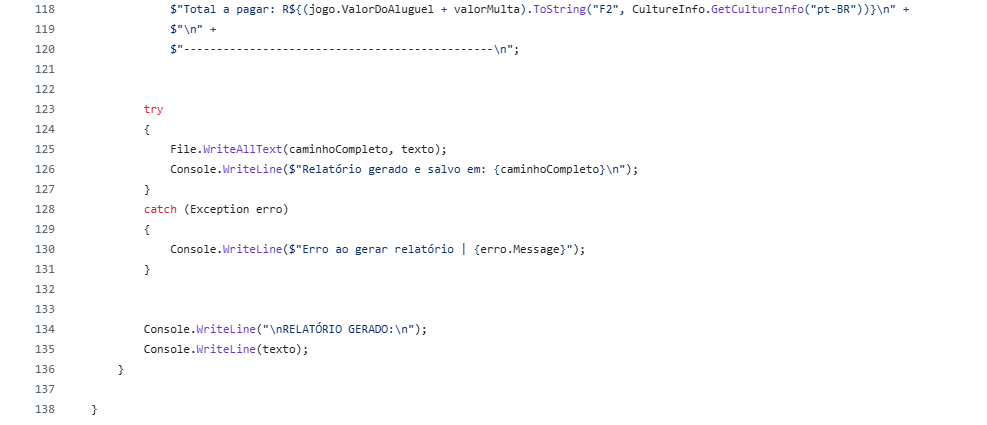 118 $"Total a pagar: R${(jogo.ValorDoAluguel + valorMulta).ToString("F2", CultureInfo.GetCultureInfo("pt-BR"))}\n" +
119 $"\n" +
120 $"-----------------------------------------------\n";
121
122
123 try
124 {
125 File.WriteAllText(caminhoCompleto, texto);
126 Console.WriteLine($"Relatório gerado e salvo em: {caminhoCompleto}\n");
127 }
128 catch (Exception erro)
129 {
130 Console.WriteLine($"Erro ao gerar relatório | {erro.Message}");
131 }
132
133
134 Console.WriteLine("\nRELATÓRIO GERADO:\n");
135 Console.WriteLine(texto);
136 }
137
138 }